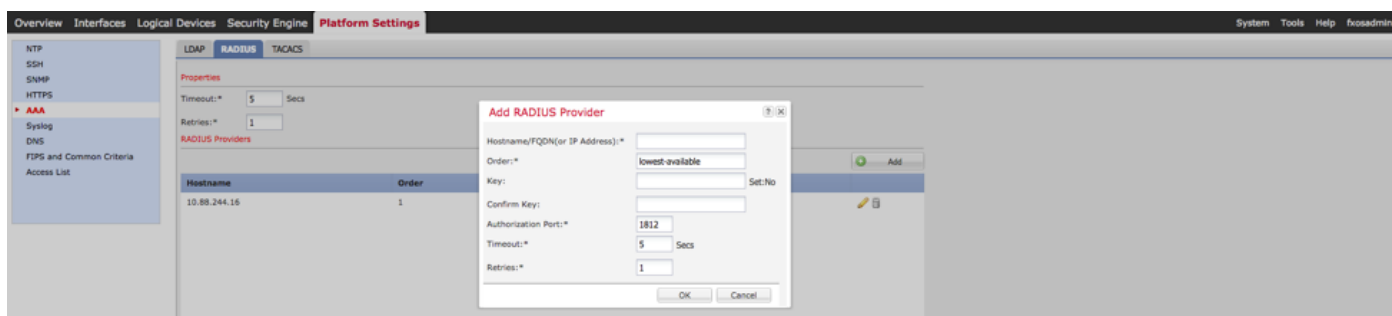 Overview Interfaces Logical Devices Security Engine Platform Settings System Tools Help fxosadmin
NTP
SSH
SNMP
HTTPS
AAA
Syslog
DNS
FIPS and Common Criteria
Access List
LDAP RADIUS TACACS
Properties
Timeout:* 5 Secs
Retries:* 1
RADIUS Providers
Add
Hostname Order
10.88.244.16 1
Add RADIUS Provider
Hostname/FQDN(or IP Address):*
Order:* lowest-available
Key: Set:No
Confirm Key:
Authorization Port:* 1812
Timeout:* 5 Secs
Retries:* 1
OK Cancel